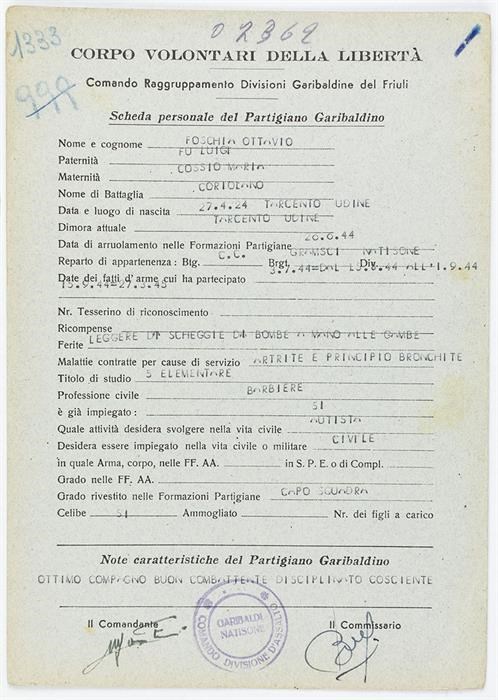 1333
02369
999
CORPO VOLONTARI DELLA LIBERTÀ
Comando Raggruppamento Divisioni Garibaldine del Friuli
Scheda personale del Partigiano Garibaldino
Nome e cognome FOSCHIA OTTAVIO
Paternità FU LUIGI
Maternità COSSIO MARIA
Nome di Battaglia CORIOLANO
Data e luogo di nascita 27.4.24 TARCENTO UDINE
Dimora attuale TARCENTO UDINE
Data di arruolamento nelle Formazioni Partigiane 26.6.44
Reparto di appartenenza: Btg. C.C. Brgt. GRAMSCI Div. NATISONE
Date dei fatti d'arme cui ha partecipato 3.7.44=DAL ALL'1.9.44
15.9.44=27.3.45
Nr. Tesserino di riconoscimento
Ricompense
Ferite LEGGERE DI SCHEGGIE DI BOMBE A MANO ALLE GAMBE
Malattie contratte per cause di servizio ARTRITE E PRINCIPIO BRONCHITE
Titolo di studio 5 ELEMENTARE
Professione civile BARBIERE
è già impiegato: SI
Quale attività desidera svolgere nella vita civile AUTISTA
Desidera essere impiegato nella vita civile o militare CIVILE
in quale Arma, corpo, nelle FF. AA. in S. P. E. o di Compl.
Grado nelle FF. AA.
Grado rivestito nelle Formazioni Partigiane CAPO SQUADRA
Celibe SI Ammogliato Nr. dei figli a carico
Note caratteristiche del Partigiano Garibaldino
OTTIMO COMPAGNO BUON COMBATTENTE DISCIPLINATO COSCIENTE
Il Comandante
Il Commissario
GARIBALDI
NATISONE
COMANDO DIVISIONE D'ASSALTO